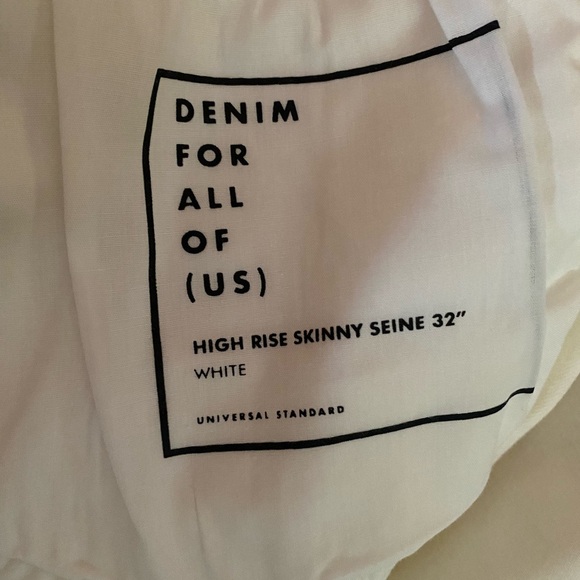 DENIM
FOR
ALL
OF
(US)
HIGH RISE SKINNY SEINE 32"
WHITE
UNIVERSAL STANDARD